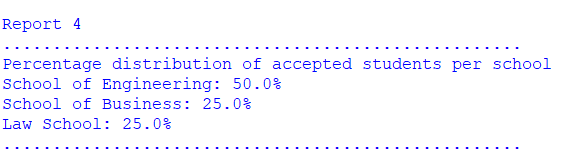 Report 4
....................................................
Percentage distribution of accepted students per school
School of Engineering: 50.0%
School of Business: 25.0%
Law School: 25.0%
....................................................